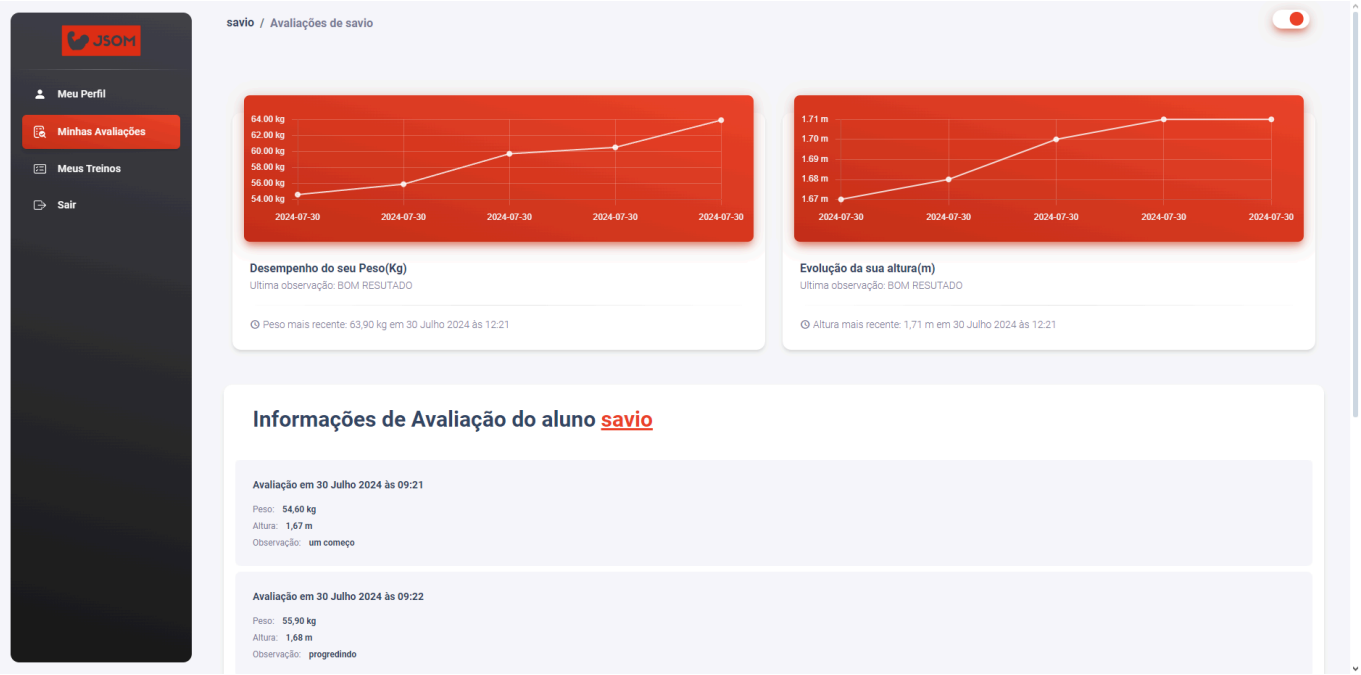 JSOM
Meu Perfil
Minhas Avaliações
Meus Treinos
Sair
savio / Avaliações de savio
64.00 kg
62.00 kg
60.00 kg
58.00 kg
56.00 kg
54.00 kg
2024-07-30 2024-07-30 2024-07-30 2024-07-30 2024-07-30
Desempenho do seu Peso(Kg)
Ultima observação: BOM RESUTADO
Peso mais recente: 63,90 kg em 30 Julho 2024 às 12:21
1.71 m
1.70 m
1.69 m
1.68 m
1.67 m
2024-07-30 2024-07-30 2024-07-30 2024-07-30 2024-07-30
Evolução da sua altura(m)
Ultima observação: BOM RESUTADO
Altura mais recente: 1,71 m em 30 Julho 2024 às 12:21
Informações de Avaliação do aluno savio
Avaliação em 30 Julho 2024 às 09:21
Peso: 54,60 kg
Altura: 1,67 m
Observação: um começo
Avaliação em 30 Julho 2024 às 09:22
Peso: 55,90 kg
Altura: 1,68 m
Observação: progredindo